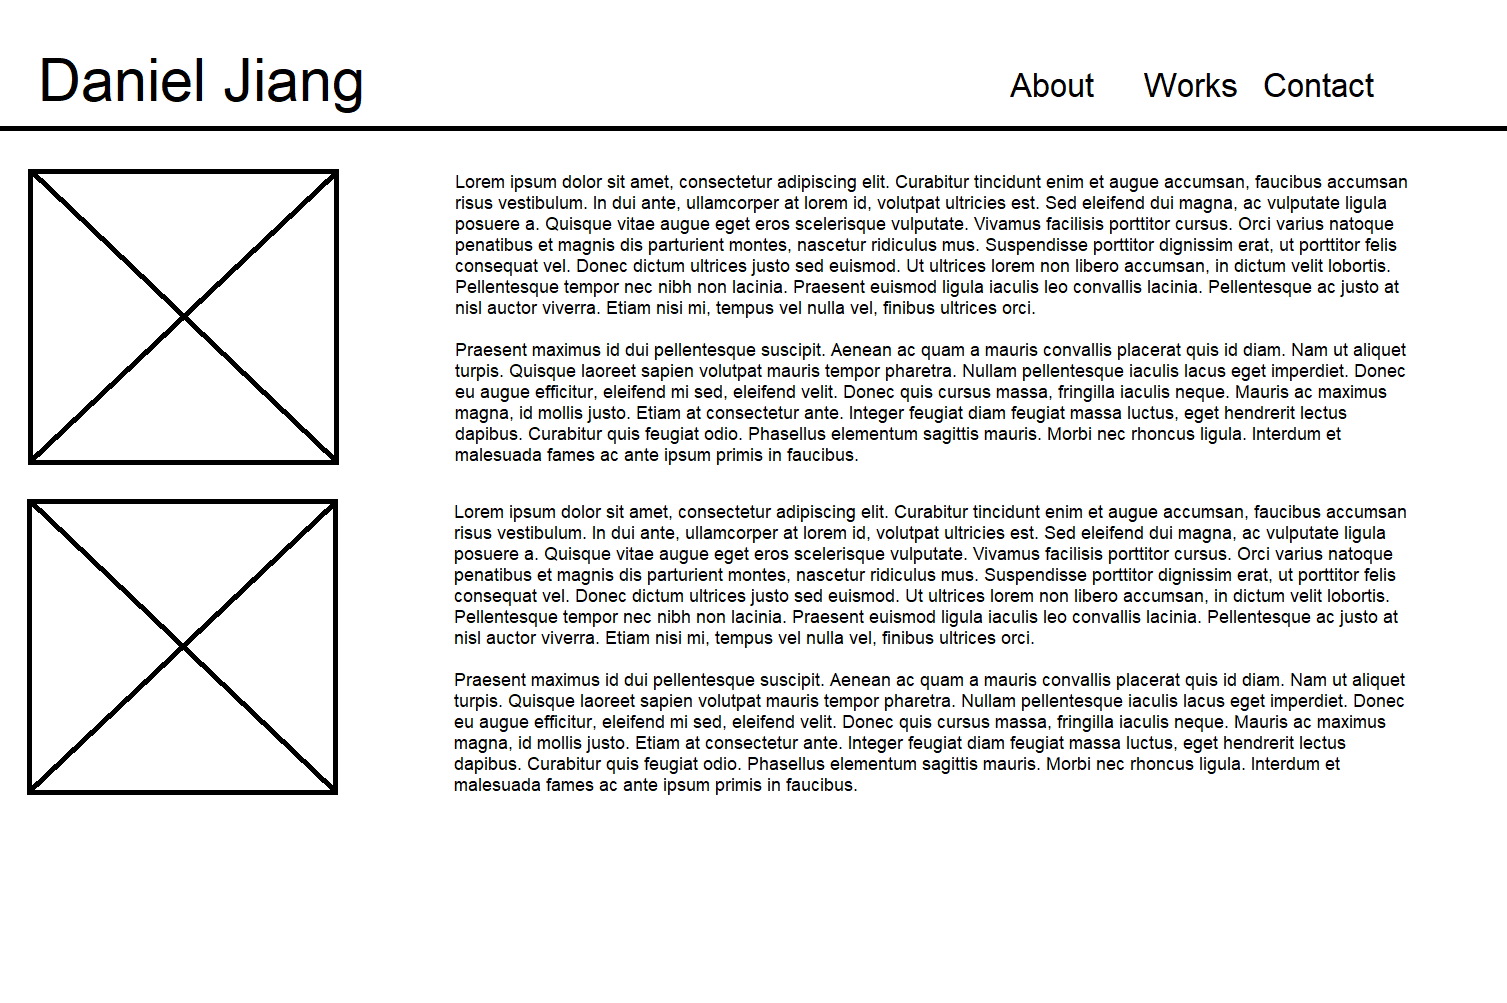 Daniel Jiang
About Works Contact
Lorem ipsum dolor sit amet, consectetur adipiscing elit. Curabitur tincidunt enim et augue accumsan, faucibus accumsan
risus vestibulum. In dui ante, ullamcorper at lorem id, volutpat ultricies est. Sed eleifend dui magna, ac vulputate ligula
posuere a. Quisque vitae augue eget eros scelerisque vulputate. Vivamus facilisis porttitor cursus. Orci varius natoque
penatibus et magnis dis parturient montes, nascetur ridiculus mus. Suspendisse porttitor dignissim erat, ut porttitor felis
consequat vel. Donec dictum ultrices justo sed euismod. Ut ultrices lorem non libero accumsan, in dictum velit lobortis.
Pellentesque tempor nec nibh non lacinia. Praesent euismod ligula iaculis leo convallis lacinia. Pellentesque ac justo at
nisl auctor viverra. Etiam nisi mi, tempus vel nulla vel, finibus ultrices orci.
Praesent maximus id dui pellentesque suscipit. Aenean ac quam a mauris convallis placerat quis id diam. Nam ut aliquet
turpis. Quisque laoreet sapien volutpat mauris tempor pharetra. Nullam pellentesque iaculis lacus eget imperdiet. Donec
eu augue efficitur, eleifend mi sed, eleifend velit. Donec quis cursus massa, fringilla iaculis neque. Mauris ac maximus
magna, id mollis justo. Etiam at consectetur ante. Integer feugiat diam feugiat massa luctus, eget hendrerit lectus
dapibus. Curabitur quis feugiat odio. Phasellus elementum sagittis mauris. Morbi nec rhoncus ligula. Interdum et
malesuada fames ac ante ipsum primis in faucibus.
Lorem ipsum dolor sit amet, consectetur adipiscing elit. Curabitur tincidunt enim et augue accumsan, faucibus accumsan
risus vestibulum. In dui ante, ullamcorper at lorem id, volutpat ultricies est. Sed eleifend dui magna, ac vulputate ligula
posuere a. Quisque vitae augue eget eros scelerisque vulputate. Vivamus facilisis porttitor cursus. Orci varius natoque
penatibus et magnis dis parturient montes, nascetur ridiculus mus. Suspendisse porttitor dignissim erat, ut porttitor felis
consequat vel. Donec dictum ultrices justo sed euismod. Ut ultrices lorem non libero accumsan, in dictum velit lobortis.
Pellentesque tempor nec nibh non lacinia. Praesent euismod ligula iaculis leo convallis lacinia. Pellentesque ac justo at
nisl auctor viverra. Etiam nisi mi, tempus vel nulla vel, finibus ultrices orci.
Praesent maximus id dui pellentesque suscipit. Aenean ac quam a mauris convallis placerat quis id diam. Nam ut aliquet
turpis. Quisque laoreet sapien volutpat mauris tempor pharetra. Nullam pellentesque iaculis lacus eget imperdiet. Donec
eu augue efficitur, eleifend mi sed, eleifend velit. Donec quis cursus massa, fringilla iaculis neque. Mauris ac maximus
magna, id mollis justo. Etiam at consectetur ante. Integer feugiat diam feugiat massa luctus, eget hendrerit lectus
dapibus. Curabitur quis feugiat odio. Phasellus elementum sagittis mauris. Morbi nec rhoncus ligula. Interdum et
malesuada fames ac ante ipsum primis in faucibus.